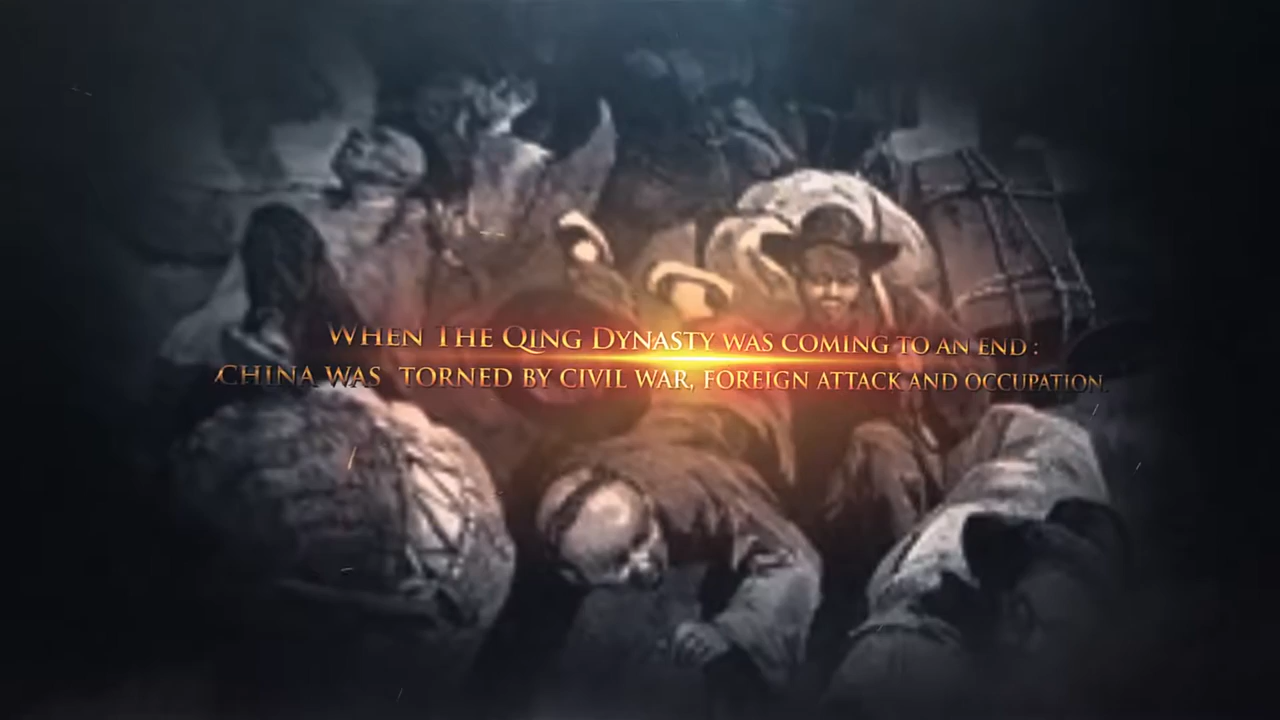 When The Qing Dynasty was coming to an end :
China was torned by civil war, foreign attack and occupation.